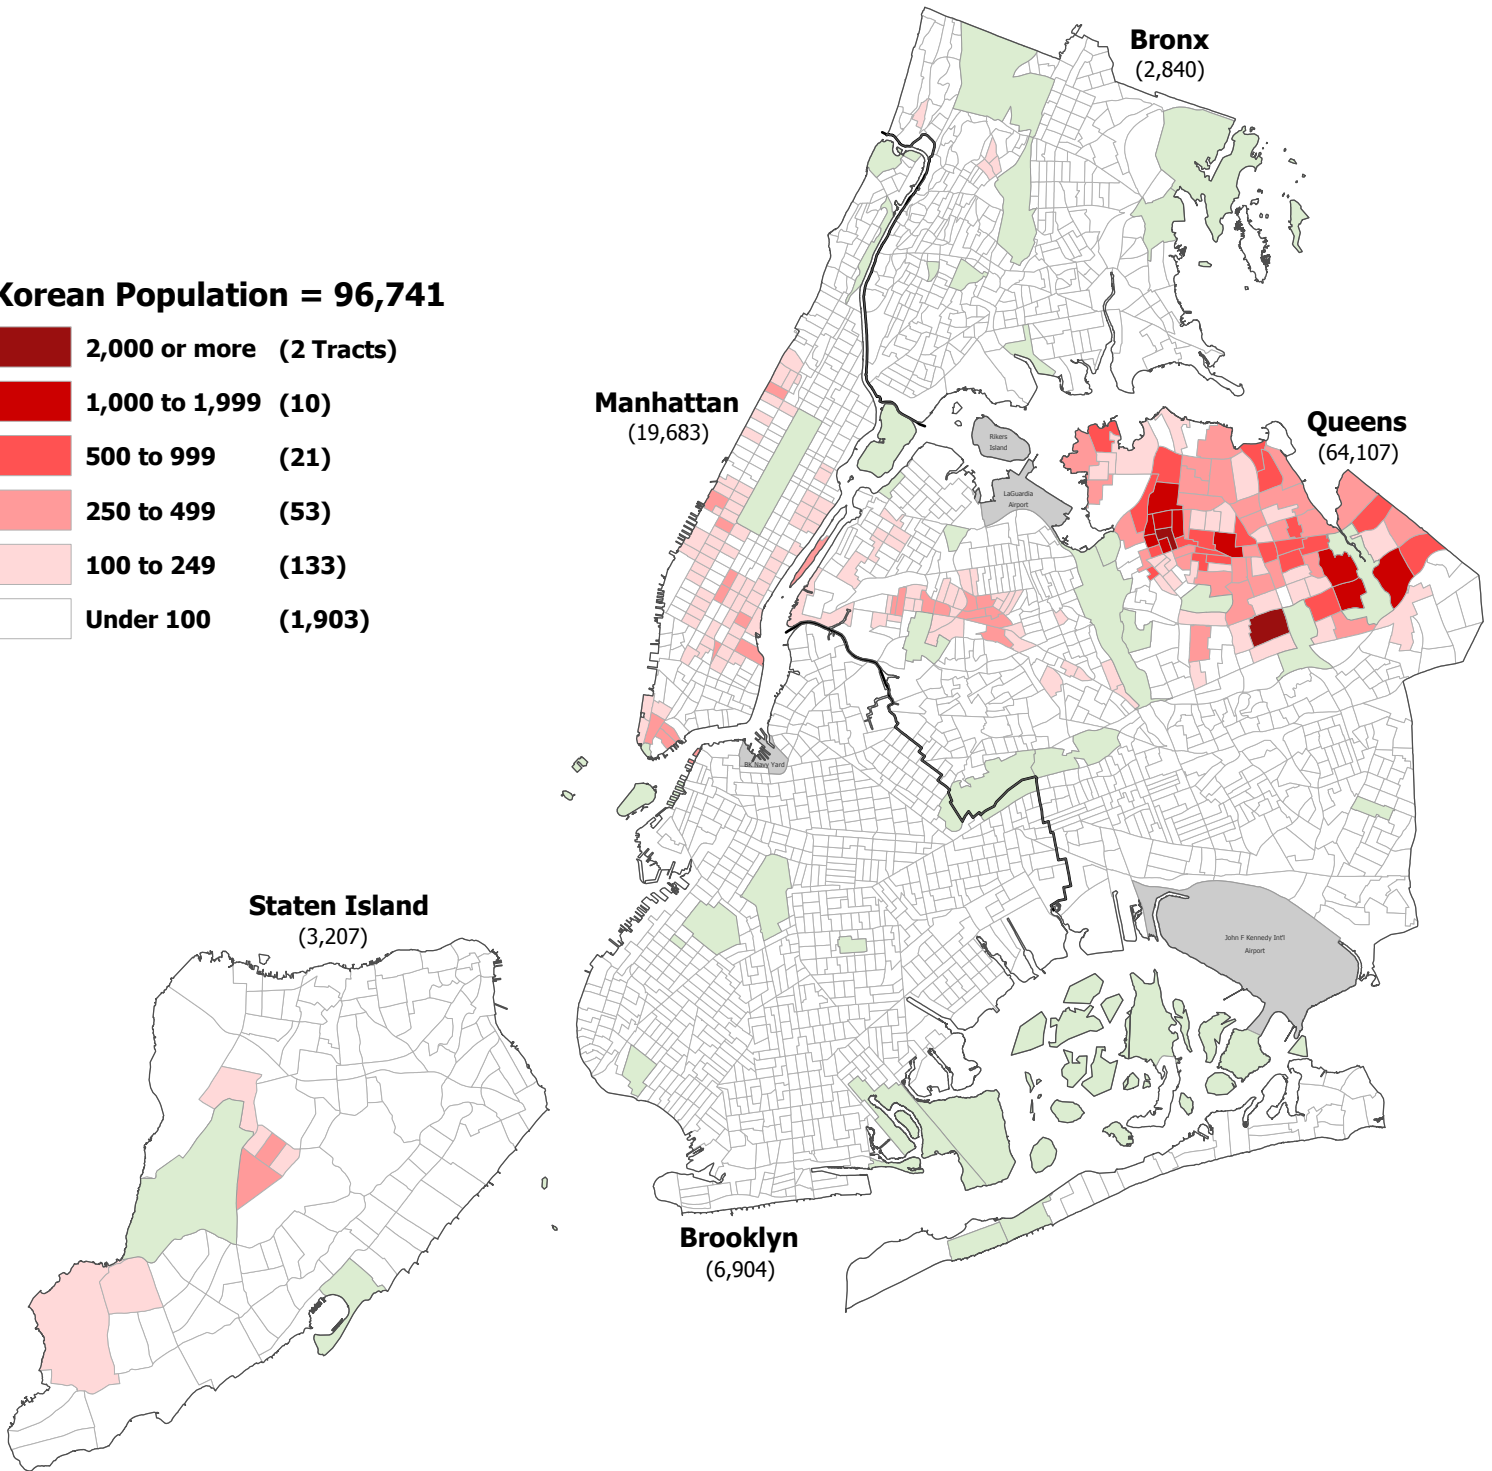 Bronx
(2,840)
Korean Population = 96,741
2,000 or more (2 Tracts)
1,000 to 1,999 (10)
500 to 999 (21)
250 to 499 (53)
100 to 249 (133)
Under 100 (1,903)
Manhattan
(19,683)
Queens
(64,107)
Rikers
Island
LaGuardia
Airport
BK Navy Yard
Staten Island
(3,207)
John F Kennedy Int'l
Airport
Brooklyn
(6,904)